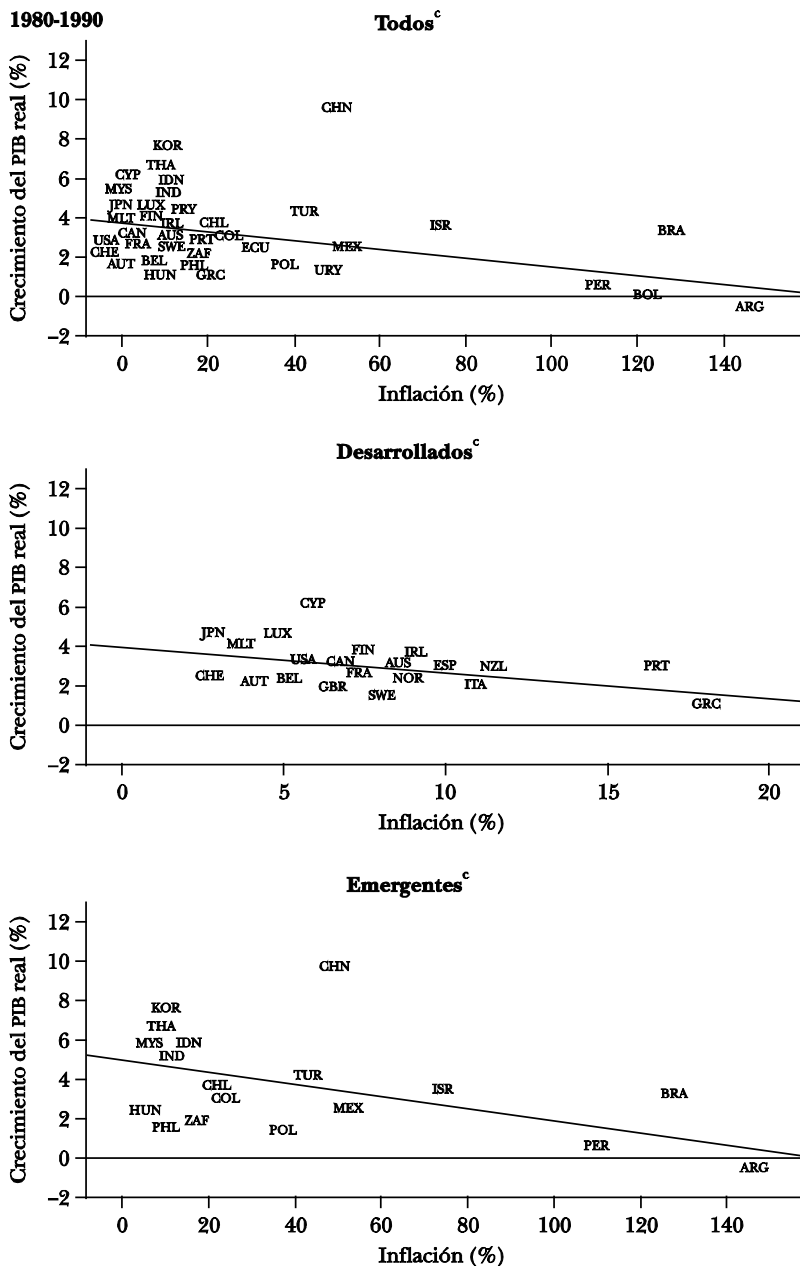 1980-1990
Todosᶜ
Crecimiento del PIB real (%)
12
10
8
6
4
2
0
–2
CHN
KOR
THA
CYP
IDN
MYS
IND
JPN LUX
PRY
TUR
MLT FIN
IRL
CHL
ISR
BRA
CAN
AUS
PRT COL
USA
FRA
SWE
ECU
MEX
CHE
ZAF
AUT
BEL
PHL
POL
URY
HUN
GRC
PER
BOL
ARG
0 20 40 60 80 100 120 140
Inflación (%)
Desarrolladosᶜ
Crecimiento del PIB real (%)
12
10
8
6
4
2
0
–2
CYP
JPN
LUX
MLT
FIN
IRL
USA
CAN
AUS
ESP
NZL
PRT
CHE
FRA
AUT
BEL
NOR
GBR
ITA
SWE
GRC
0 5 10 15 20
Inflación (%)
Emergentesᶜ
Crecimiento del PIB real (%)
12
10
8
6
4
2
0
–2
CHN
KOR
THA
MYS IDN
IND
TUR
CHL
ISR
BRA
COL
HUN
MEX
PHL
ZAF
POL
PER
ARG
0 20 40 60 80 100 120 140
Inflación (%)